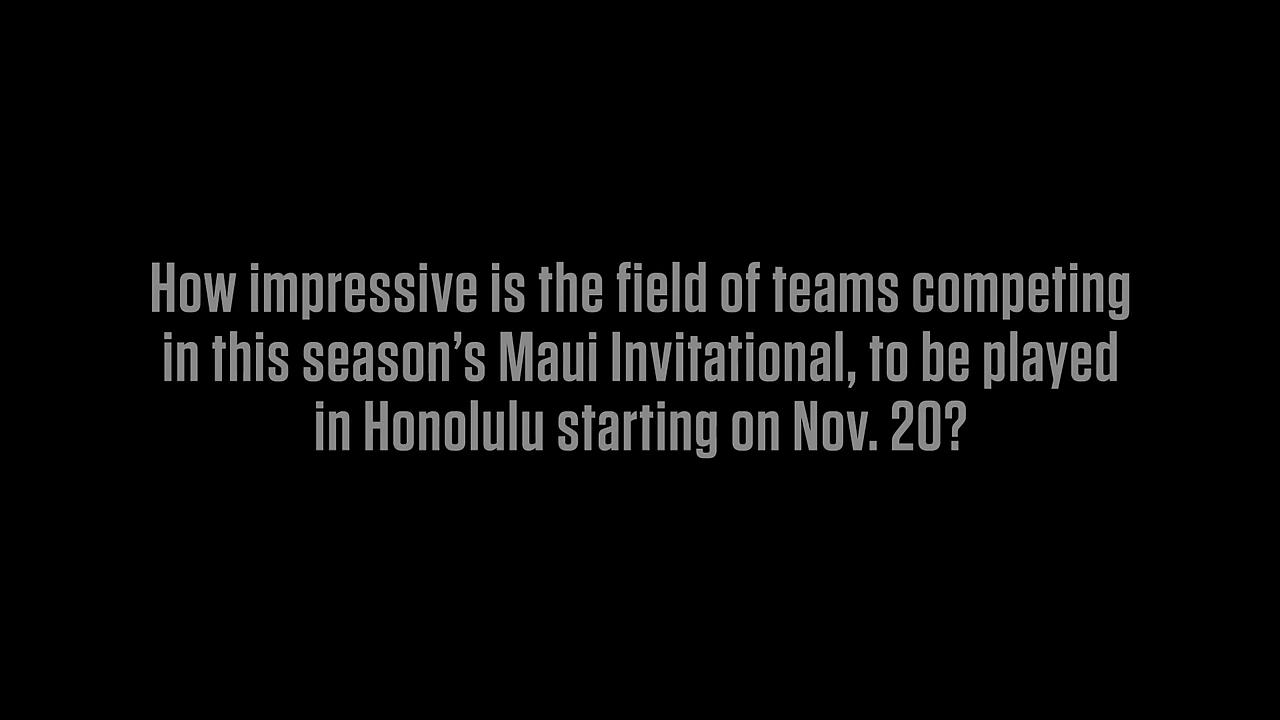 How impressive is the field of teams competing
in this season’s Maui Invitational, to be played
in Honolulu starting on Nov. 20?